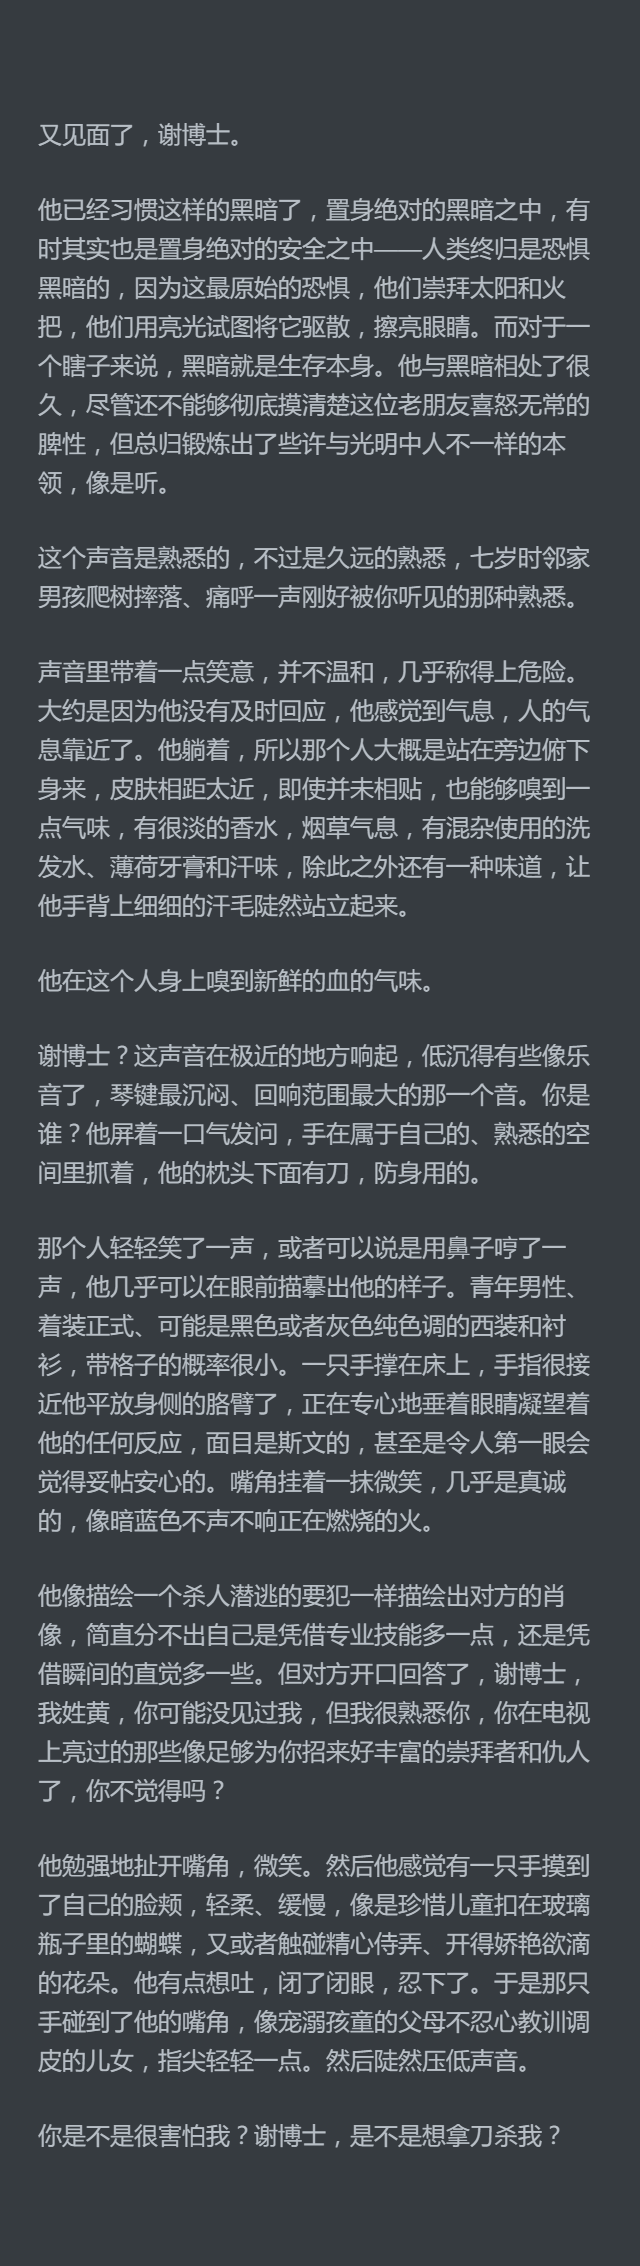 又见面了，谢博士。
他已经习惯这样的黑暗了，置身绝对的黑暗之中，有
时其实也是置身绝对的安全之中——人类终归是恐惧
黑暗的，因为这最原始的恐惧，他们崇拜太阳和火
把，他们用亮光试图将它驱散，擦亮眼睛。而对于一
个瞎子来说，黑暗就是生存本身。他与黑暗相处了很
久，尽管还不能够彻底摸清楚这位老朋友喜怒无常的
脾性，但总归锻炼出了些许与光明中人不一样的本
领，像是听。
这个声音是熟悉的，不过是久远的熟悉，七岁时邻家
男孩爬树摔落、痛呼一声刚好被你听见的那种熟悉。
声音里带着一点笑意，并不温和，几乎称得上危险。
大约是因为他没有及时回应，他感觉到气息，人的气
息靠近了。他躺着，所以那个人大概是站在旁边俯下
身来，皮肤相距太近，即使并未相贴，也能够嗅到一
点气味，有很淡的香水，烟草气息，有混杂使用的洗
发水、薄荷牙膏和汗味，除此之外还有一种味道，让
他手背上细细的汗毛陡然站立起来。
他在这个人身上嗅到新鲜的血的气味。
谢博士？这声音在极近的地方响起，低沉得有些像乐
音了，琴键最沉闷、回响范围最大的那一个音。你是
谁？他屏着一口气发问，手在属于自己的、熟悉的空
间里抓着，他的枕头下面有刀，防身用的。
那个人轻轻笑了一声，或者可以说是用鼻子哼了一
声，他几乎可以在眼前描摹出他的样子。青年男性、
着装正式、可能是黑色或者灰色纯色调的西装和衬
衫，带格子的概率很小。一只手撑在床上，手指很接
近他平放身侧的胳臂了，正在专心地垂着眼睛凝望着
他的任何反应，面目是斯文的，甚至是令人第一眼会
觉得妥帖安心的。嘴角挂着一抹微笑，几乎是真诚
的，像暗蓝色不声不响正在燃烧的火。
他像描绘一个杀人潜逃的要犯一样描绘出对方的肖
像，简直分不出自己是凭借专业技能多一点，还是凭
借瞬间的直觉多一些。但对方开口回答了，谢博士，
我姓黄，你可能没见过我，但我很熟悉你，你在电视
上亮过的那些像足够为你招来好丰富的崇拜者和仇人
了，你不觉得吗？
他勉强地扯开嘴角，微笑。然后他感觉有一只手摸到
了自己的脸颊，轻柔、缓慢，像是珍惜儿童扣在玻璃
瓶子里的蝴蝶，又或者触碰精心侍弄、开得娇艳欲滴
的花朵。他有点想吐，闭了闭眼，忍下了。于是那只
手碰到了他的嘴角，像宠溺孩童的父母不忍心教训调
皮的儿女，指尖轻轻一点。然后陡然压低声音。
你是不是很害怕我？谢博士，是不是想拿刀杀我？